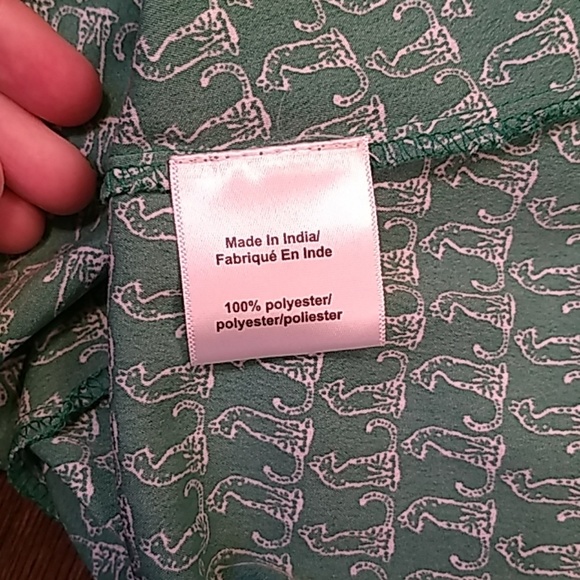 Made In India/
Fabriqué En Inde
100% polyester/
polyester/poliester